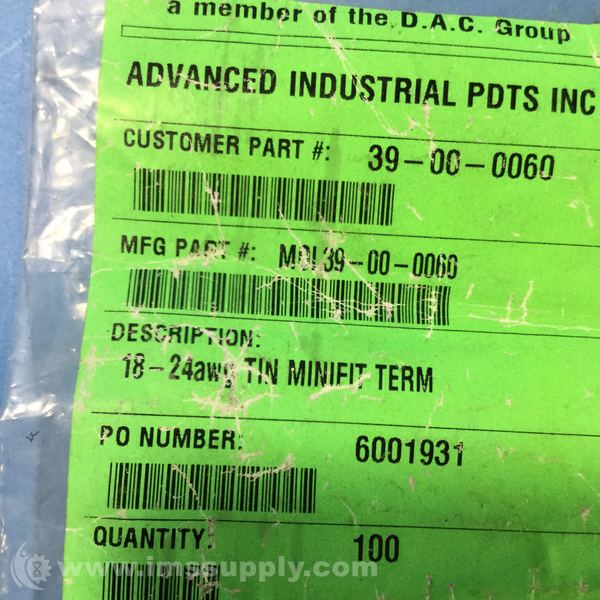 a member of the D.A.C. Group
ADVANCED INDUSTRIAL PDTS INC
CUSTOMER PART #: 39-00-0060
MFG PART #: MOL39-00-0060
DESCRIPTION:
18-24awg TIN MINIFIT TERM
PO NUMBER: 6001931
QUANTITY: 100
www.imssupply.com